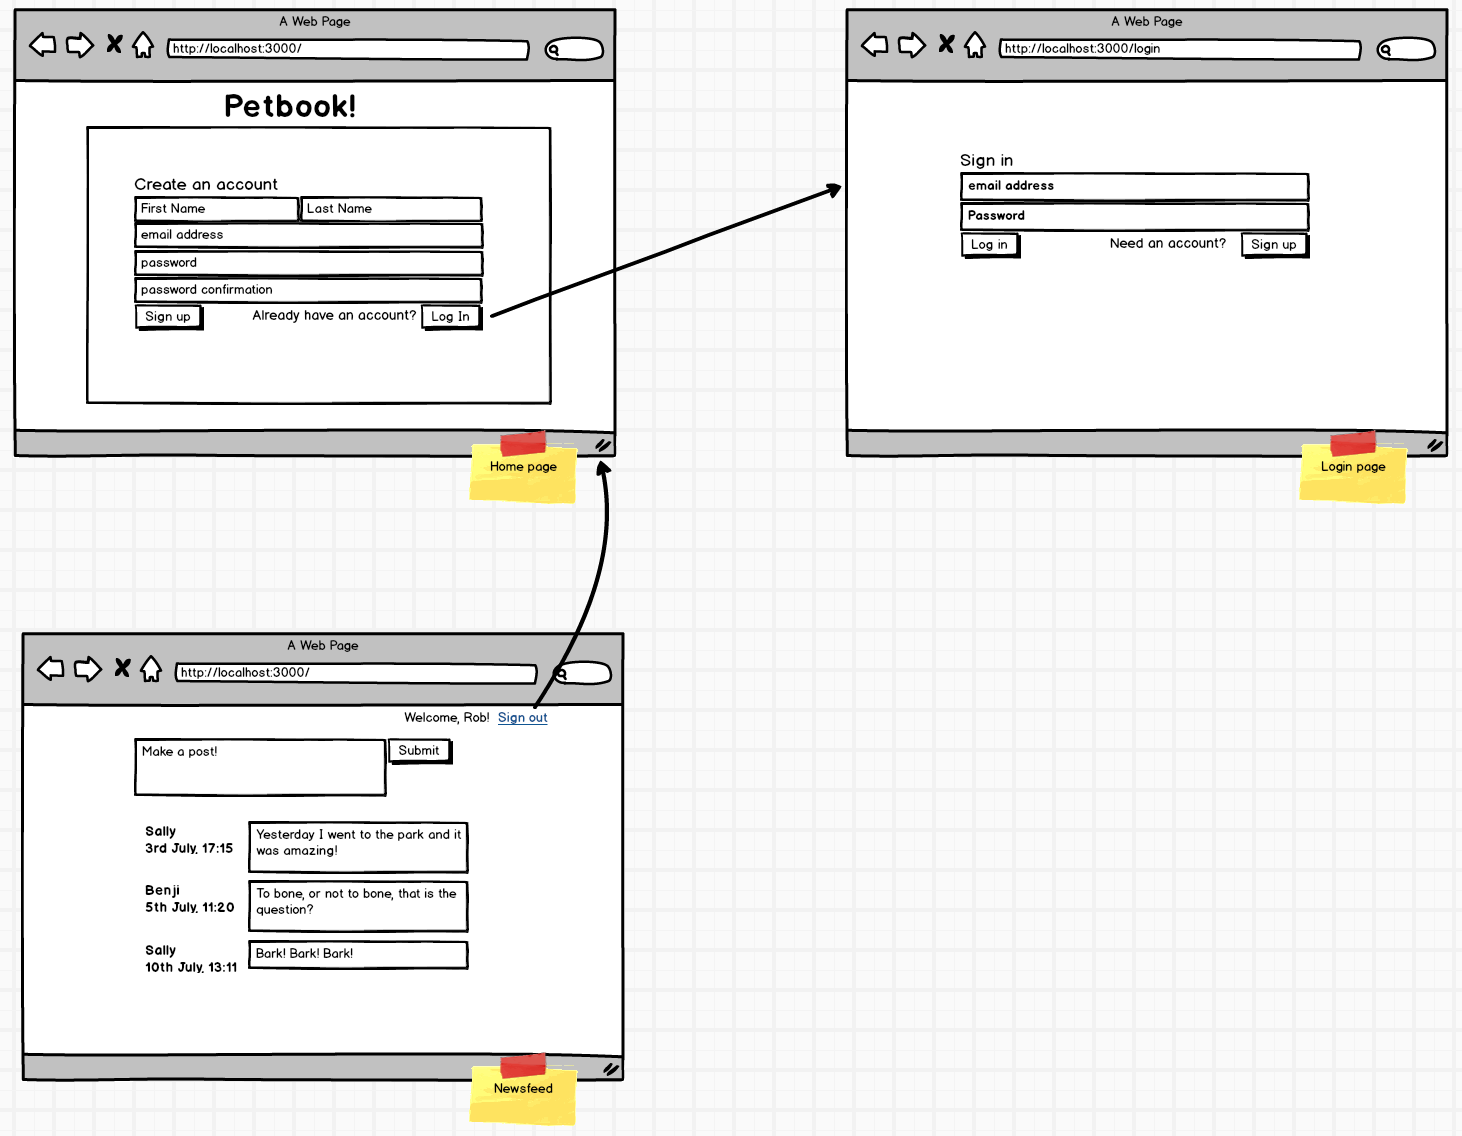 A Web Page
http://localhost:3000/
Petbook!
Create an account
First Name
Last Name
email address
password
password confirmation
Sign up
Already have an account?
Log In
Home page
A Web Page
http://localhost:3000/login
Sign in
email address
Password
Log in
Need an account?
Sign up
Login page
A Web Page
http://localhost:3000/
Welcome, Rob! Sign out
Make a post!
Submit
Sally
3rd July, 17:15
Yesterday I went to the park and it
was amazing!
Benji
5th July, 11:20
To bone, or not to bone, that is the
question?
Sally
10th July, 13:11
Bark! Bark! Bark!
Newsfeed